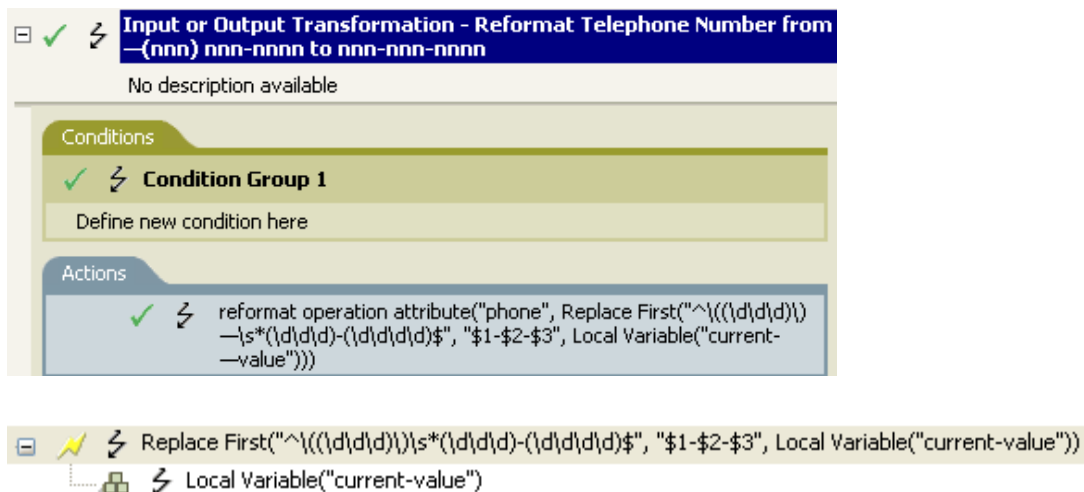 Input or Output Transformation - Reformat Telephone Number from
—(nnn) nnn-nnnn to nnn-nnn-nnnn
No description available
Conditions
Condition Group 1
Define new condition here
Actions
reformat operation attribute("phone", Replace First("^\((\d\d\d)\)
—\s*(\d\d\d)-(\d\d\d\d)$", "$1-$2-$3", Local Variable("current-
—value")))
Replace First("^\((\d\d\d)\)\s*(\d\d\d)-(\d\d\d\d)$", "$1-$2-$3", Local Variable("current-value"))
Local Variable("current-value")